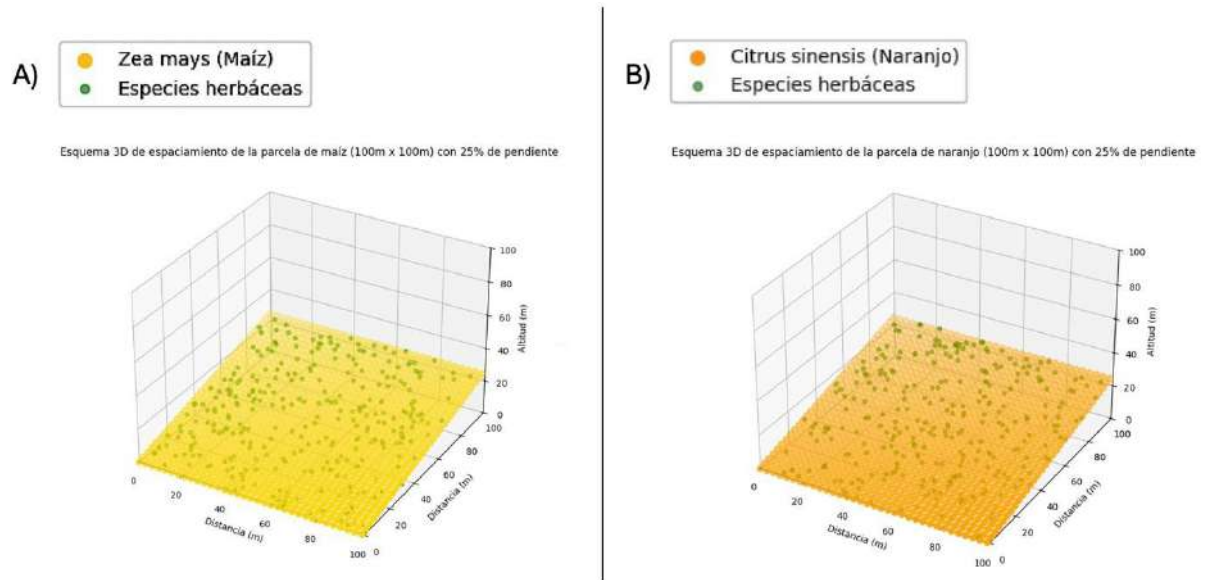 A)
Zea mays (Maíz)
Especies herbáceas
Esquema 3D de espaciamiento de la parcela de maíz (100m x 100m) con 25% de pendiente
100
80
60
40
20
0
Altitud (m)
0
20
40
60
80
100
Distancia (m)
0
20
40
60
80
100
Distancia (m)
B)
Citrus sinensis (Naranjo)
Especies herbáceas
Esquema 3D de espaciamiento de la parcela de naranjo (100m x 100m) con 25% de pendiente
100
80
60
40
20
0
Altitud (m)
0
20
40
60
80
100
Distancia (m)
0
20
40
60
80
100
Distancia (m)